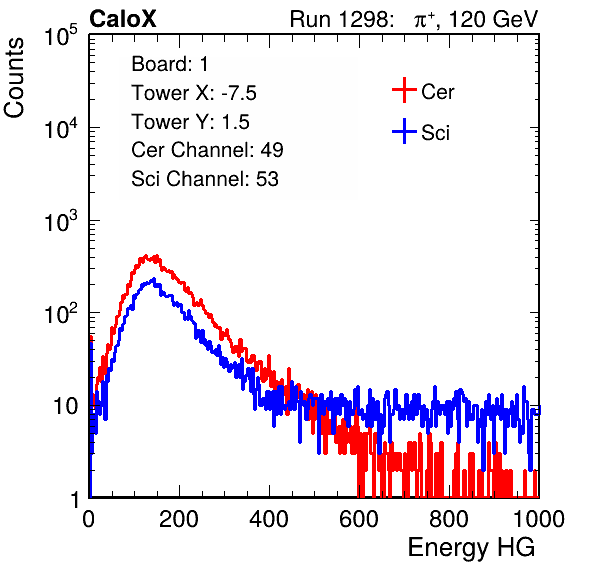 CaloX Run 1298: π⁺, 120 GeV
Counts
Board: 1
Tower X: -7.5
Tower Y: 1.5
Cer Channel: 49
Sci Channel: 53
Cer
Sci
10⁵
10⁴
10³
10²
10
1
0 200 400 600 800 1000
Energy HG